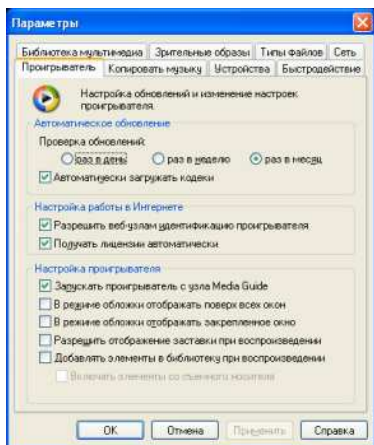 Параметры
Библиотека мультимедиа Зрительные образы Типы файлов Сеть
Проигрыватель Копировать музыку Устройства Быстродействие
Настройка обновлений и изменение настроек
проигрывателя.
Автоматическое обновление
Проверка обновлений:
раз в день раз в неделю раз в месяц
Автоматически загружать кодеки
Настройка работы в Интернете
Разрешить веб-узлам идентификацию проигрывателя
Получать лицензии автоматически
Настройка проигрывателя
Запускать проигрыватель с узла Media Guide
В режиме обложки отображать поверх всех окон
В режиме обложки отображать закрепленное окно
Разрешить отображение заставки при воспроизведении
Добавлять элементы в библиотеку при воспроизведении
Включать элементы со съемного носителя
ОК Отмена Применить Справка